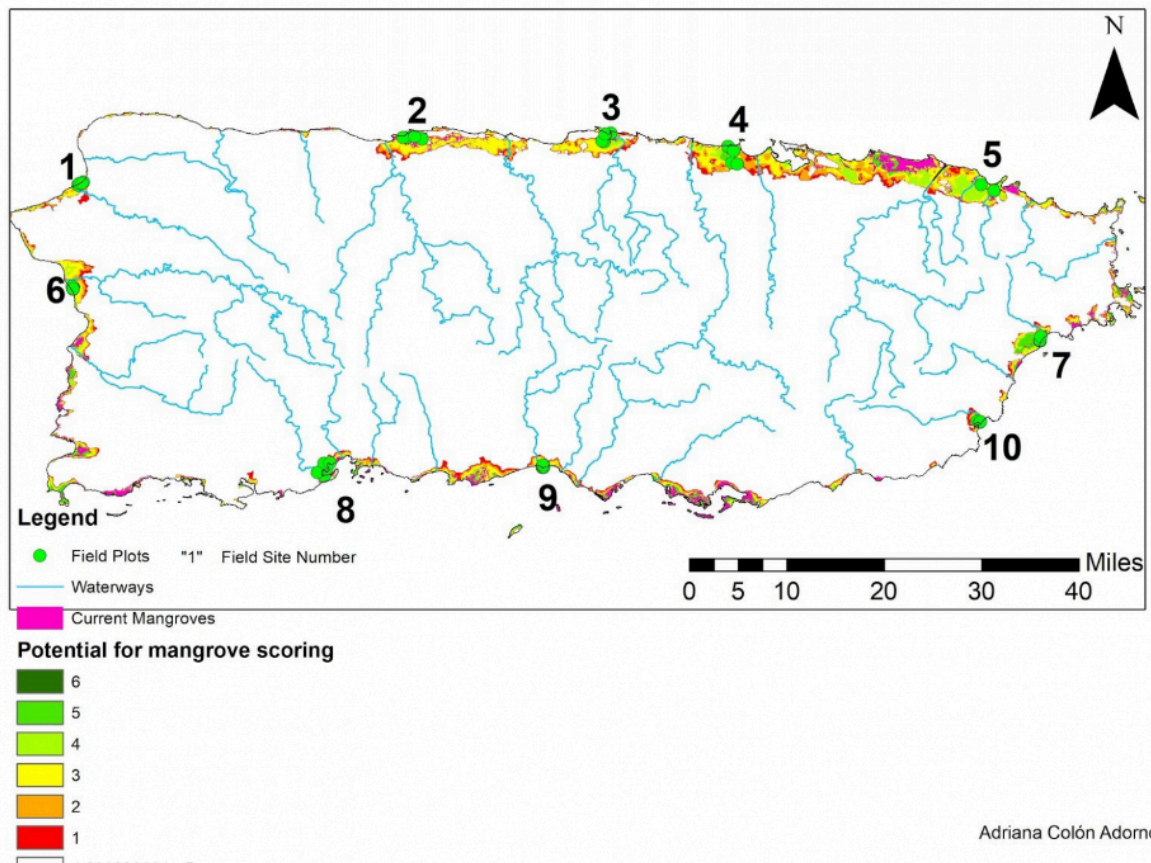 N
1
2
3
4
5
6
7
8
9
10
Legend
Field Plots "1" Field Site Number
Waterways
Current Mangroves
Miles
0 5 10 20 30 40
Potential for mangrove scoring
6
5
4
3
2
1
Adriana Colón Adorno